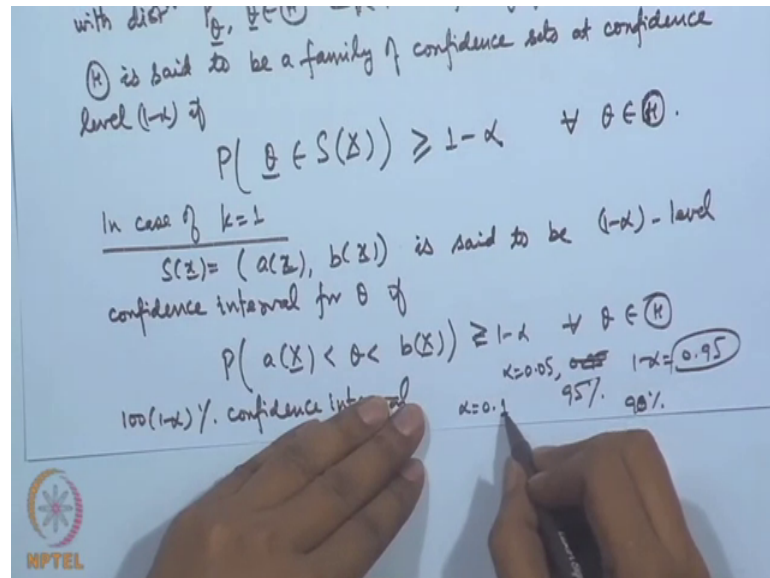 with distⁿ P_θ, θ ∈ Ⓗ
Ⓗ is said to be a family of confidence sets at confidence
level (1-α) if
P( θ ∈ S(X) ) ≥ 1-α ∀ θ ∈ Ⓗ.
In case of k=1
S(x) = ( a(x), b(x) ) is said to be (1-α)-level
confidence interval for θ if
P( a(X) < θ < b(X) ) ≥ 1-α ∀ θ ∈ Ⓗ
α=0.05, 1-α=0.95
100(1-α)%. confidence interval α=0.1 95%. 90%.
NPTEL